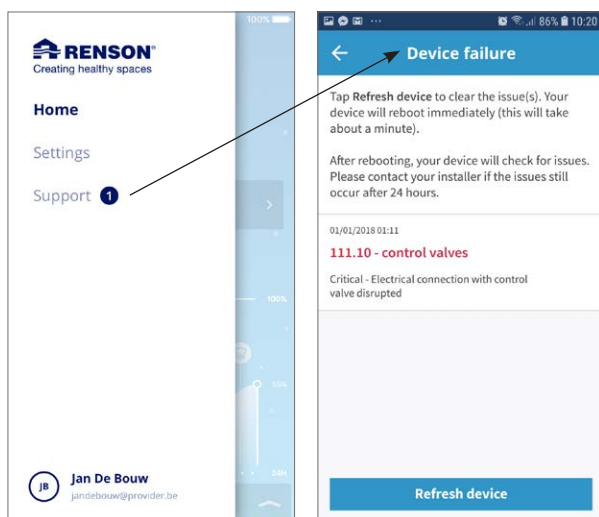 100%
RENSON®
Creating healthy spaces
Home
Settings
Support 1
100%
55%
24H
JB
Jan De Bouw
jandebouw@provider.be
... 86% 10:20
Device failure
Tap Refresh device to clear the issue(s). Your
device will reboot immediately (this will take
about a minute).
After rebooting, your device will check for issues.
Please contact your installer if the issues still
occur after 24 hours.
01/01/2018 01:11
111.10 - control valves
Critical - Electrical connection with control
valve disrupted
Refresh device